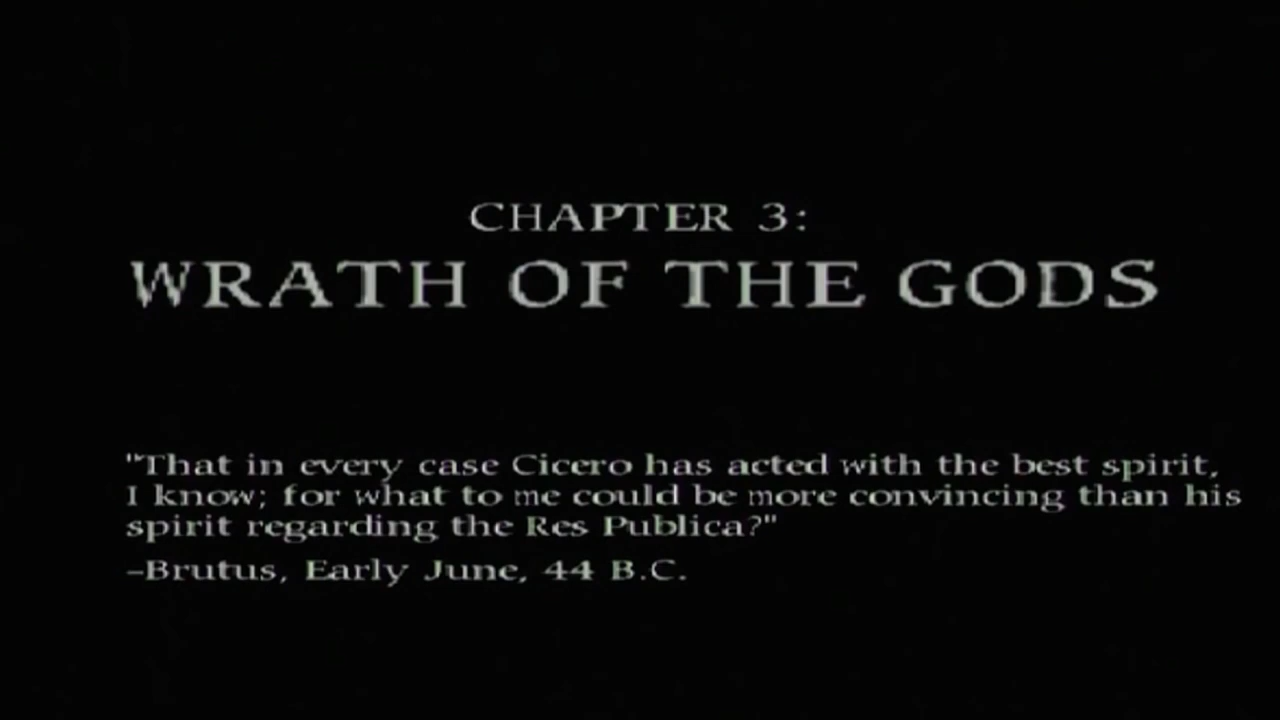 CHAPTER 3:
WRATH OF THE GODS
"That in every case Cicero has acted with the best spirit,
I know; for what to me could be more convincing than his
spirit regarding the Res Publica?"
–Brutus, Early June, 44 B.C.